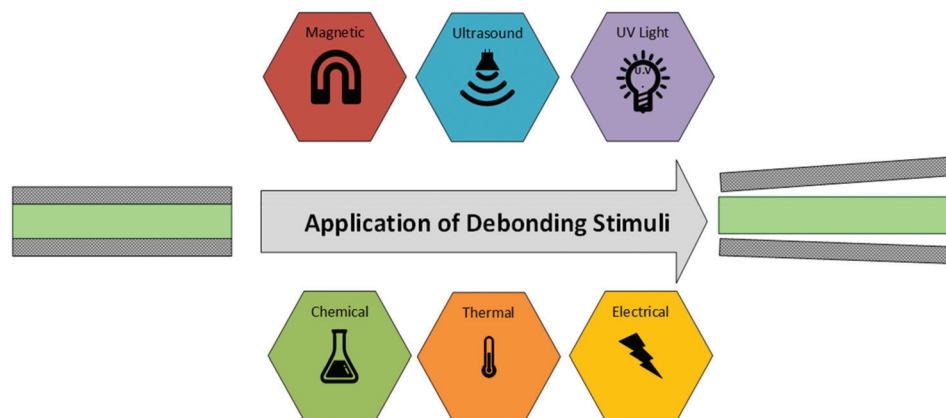 Magnetic
Ultrasound
UV Light
U.V
Application of Debonding Stimuli
Chemical
Thermal
Electrical